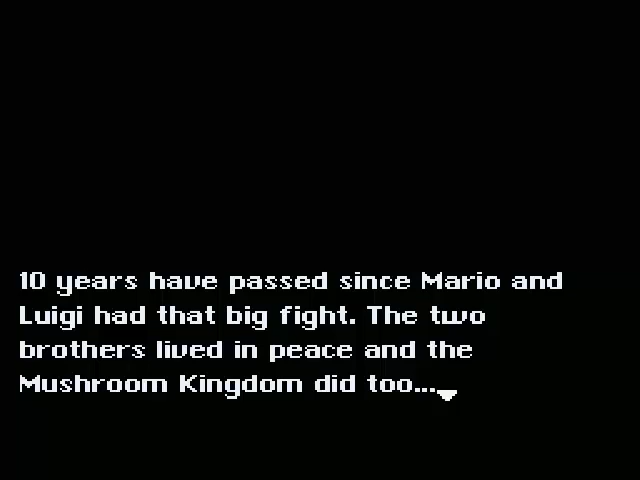 10 years have passed since Mario and
Luigi had that big fight. The two
brothers lived in peace and the
Mushroom Kingdom did too...